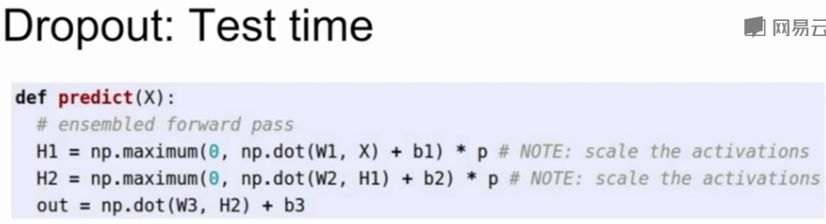 Dropout: Test time
网易云
def predict(X):
# ensembled forward pass
H1 = np.maximum(0, np.dot(W1, X) + b1) * p # NOTE: scale the activations
H2 = np.maximum(0, np.dot(W2, H1) + b2) * p # NOTE: scale the activations
out = np.dot(W3, H2) + b3